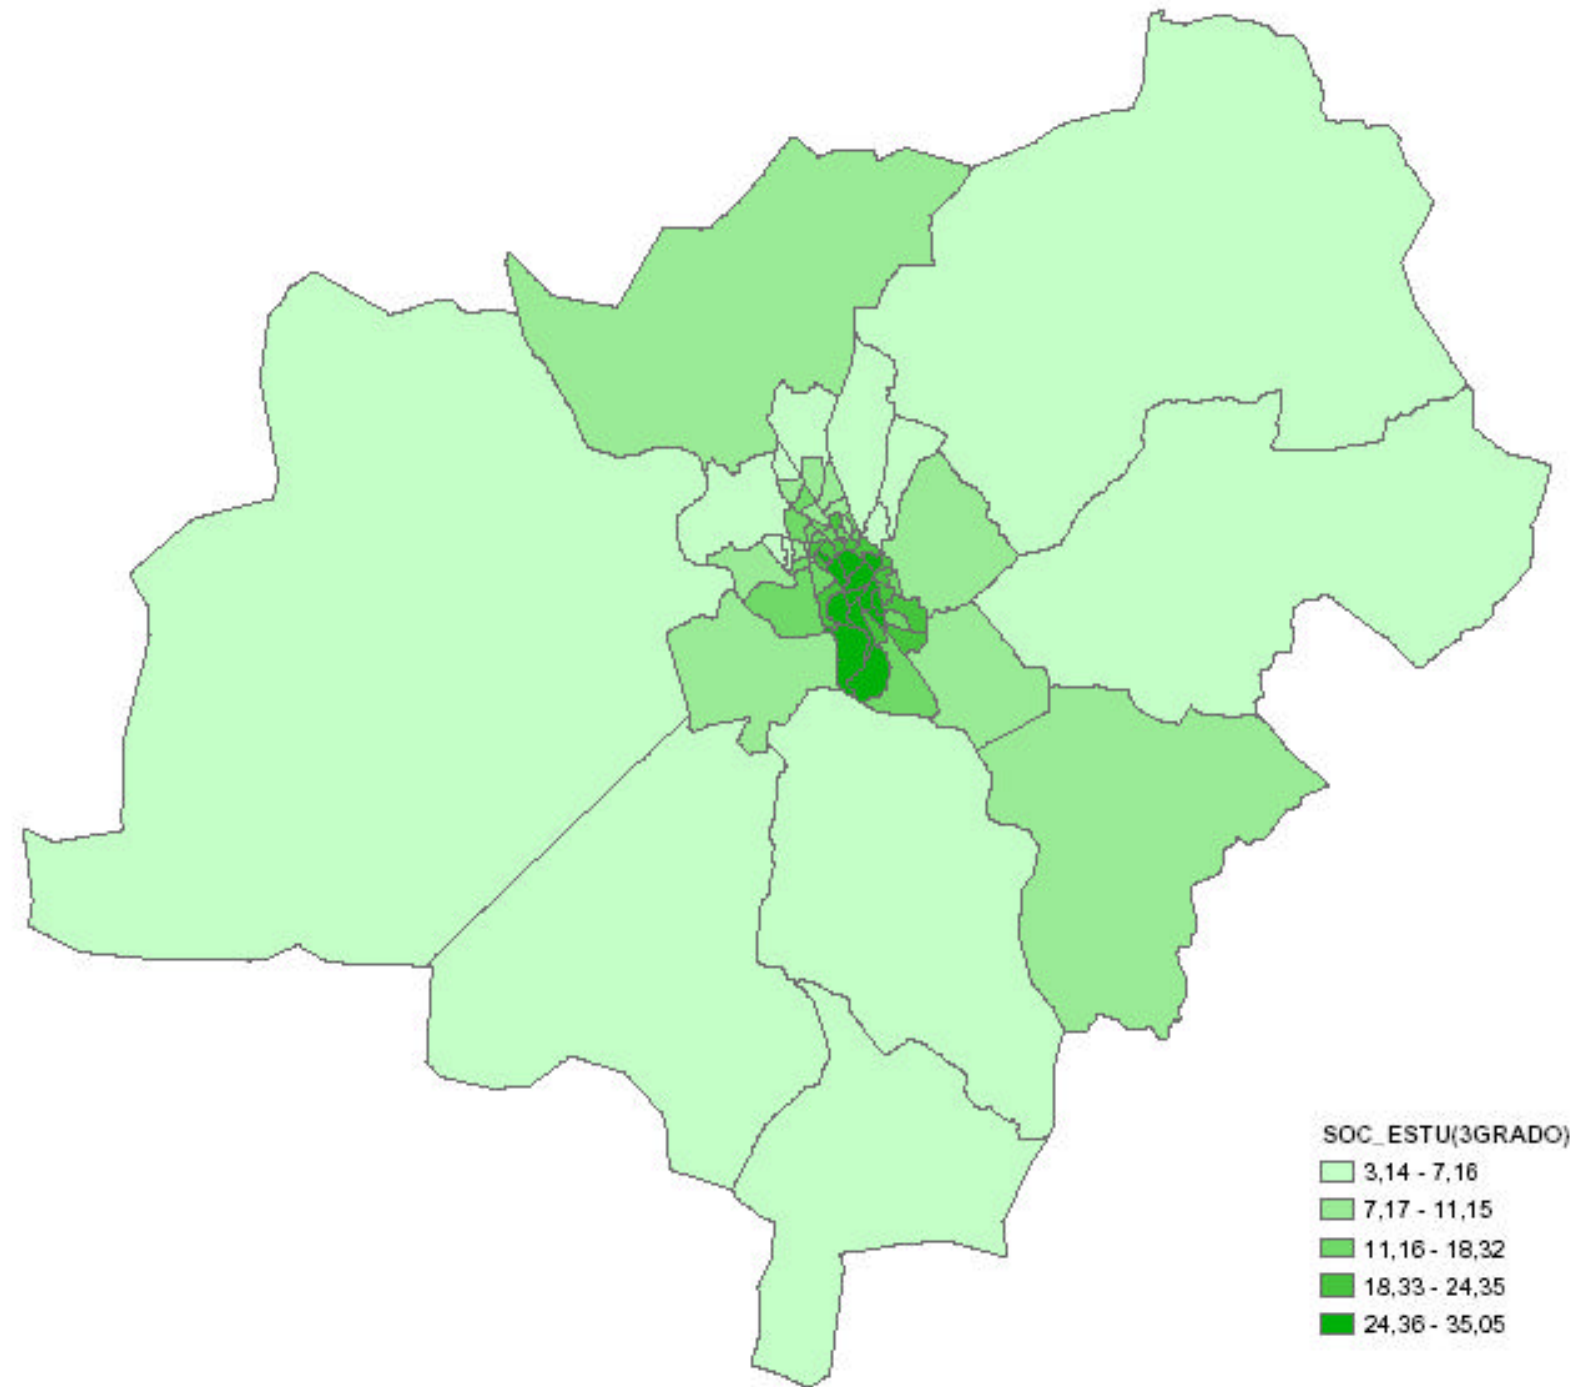 SOC_ESTU(3GRADO)
3,14 - 7,16
7,17 - 11,15
11,16 - 18,32
18,33 - 24,35
24,36 - 35,05